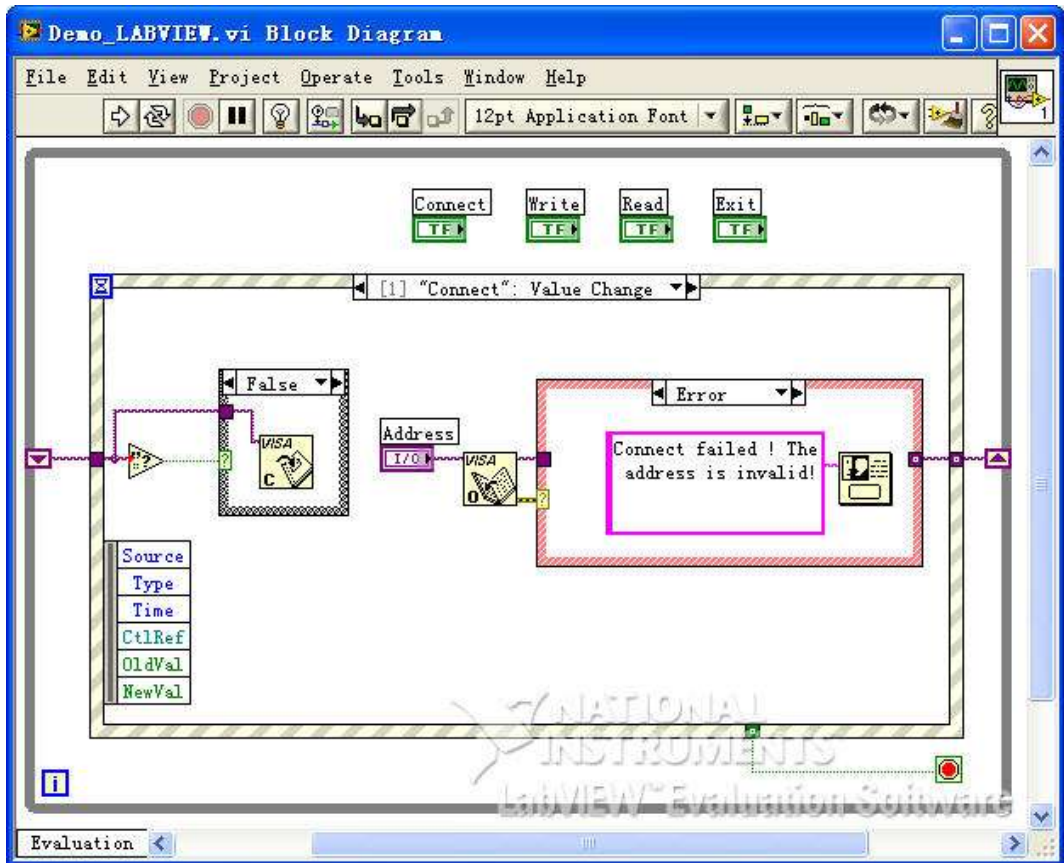 Demo_LABVIEW.vi Block Diagram
File Edit View Project Operate Tools Window Help
12pt Application Font
1
Connect Write Read Exit
TF TF TF TF
[1] "Connect": Value Change
False
Error
Address
I/O
VISA
C
VISA
O
?
?
?
Connect failed ! The
address is invalid!
Source
Type
Time
CtlRef
OldVal
NewVal
NATIONAL
INSTRUMENTS
i
LabVIEW™ Evaluation Software
Evaluation